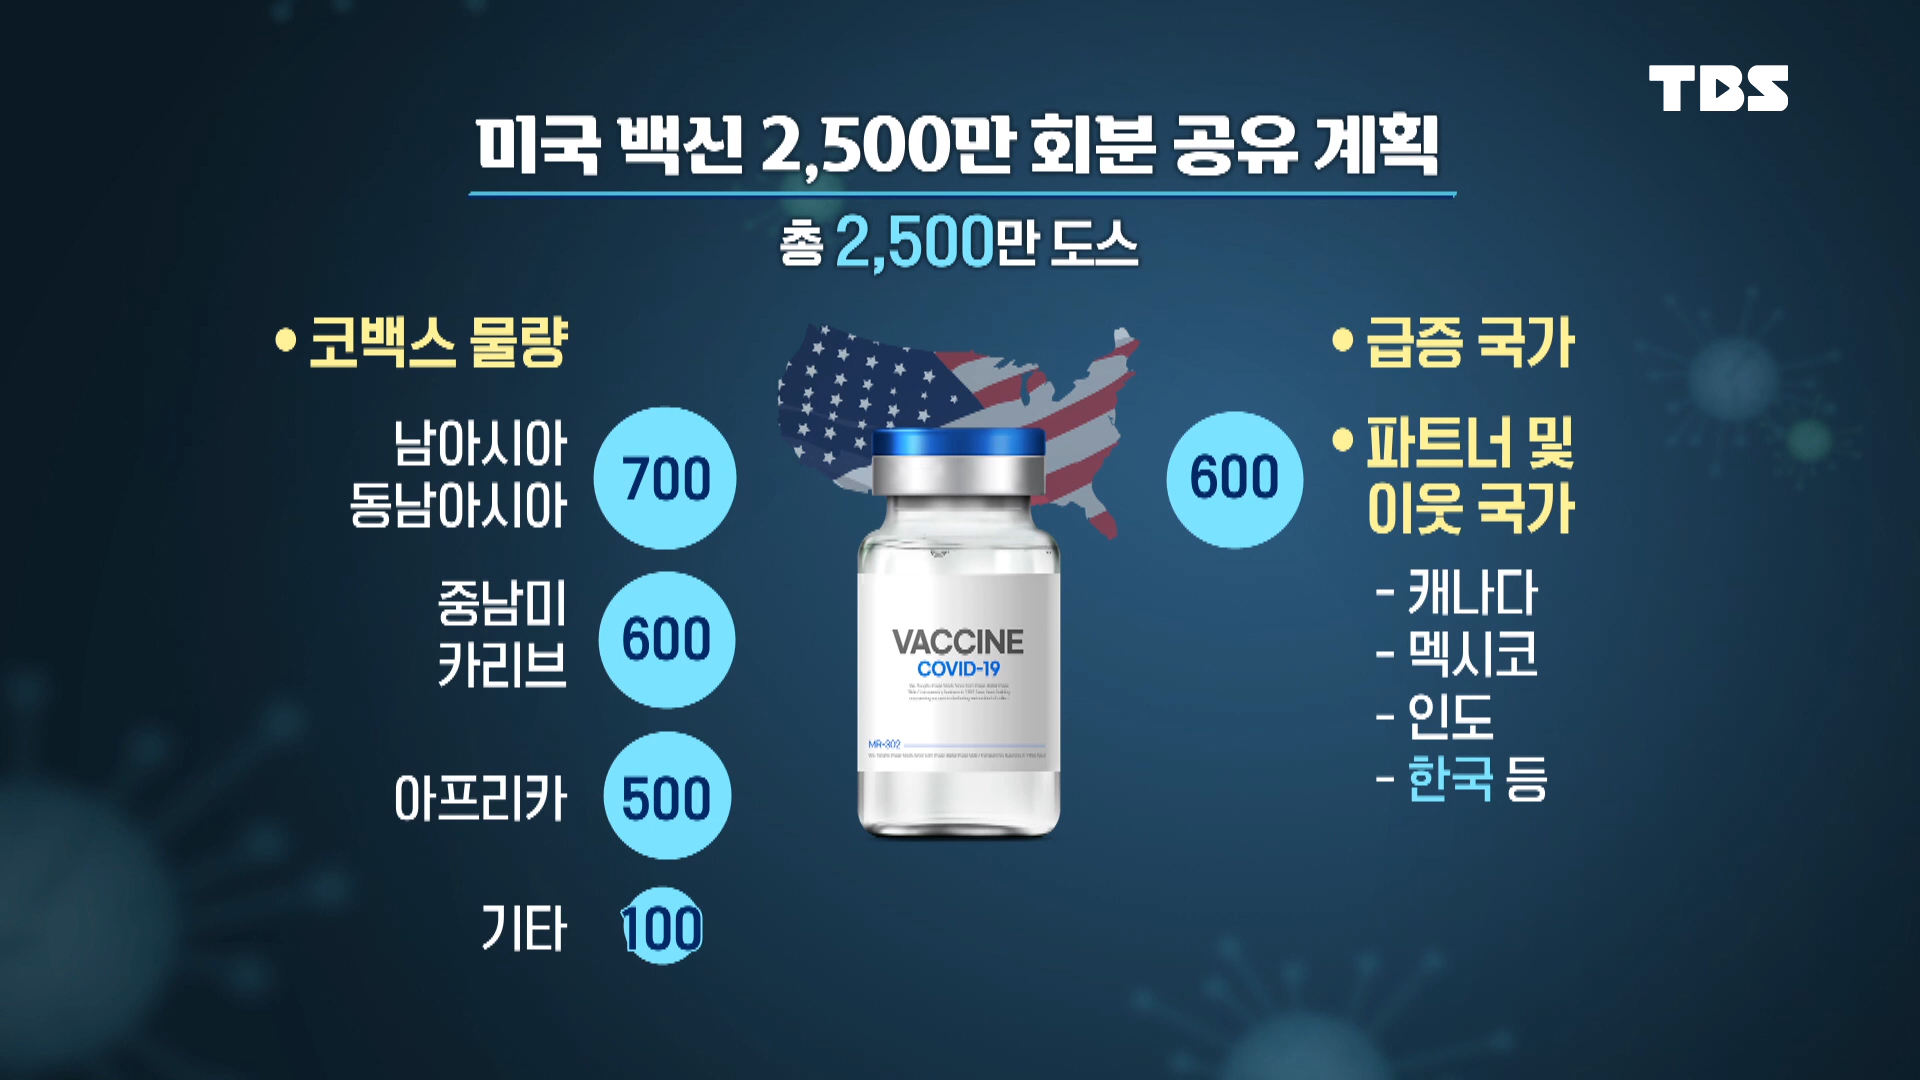 TBS
미국 백신 2,500만 회분 공유 계획
총 2,500만 도스
• 코백스 물량
남아시아
동남아시아
700
중남미
카리브
600
아프리카
500
기타
100
VACCINE
COVID-19
MR-302
600
• 급증 국가
• 파트너 및
이웃 국가
- 캐나다
- 멕시코
- 인도
- 한국 등